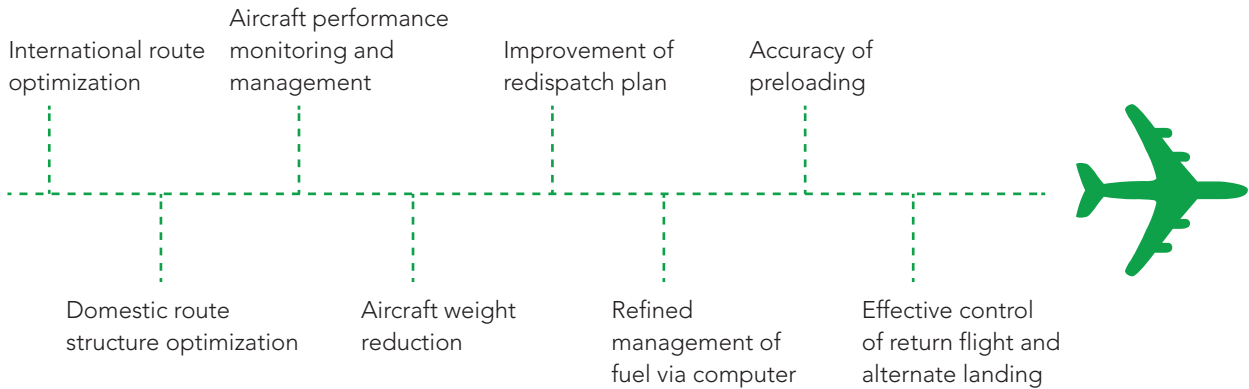 International route
optimization
Aircraft performance
monitoring and
management
Improvement of
redispatch plan
Accuracy of
preloading
Domestic route
structure optimization
Aircraft weight
reduction
Refined
management of
fuel via computer
Effective control
of return flight and
alternate landing